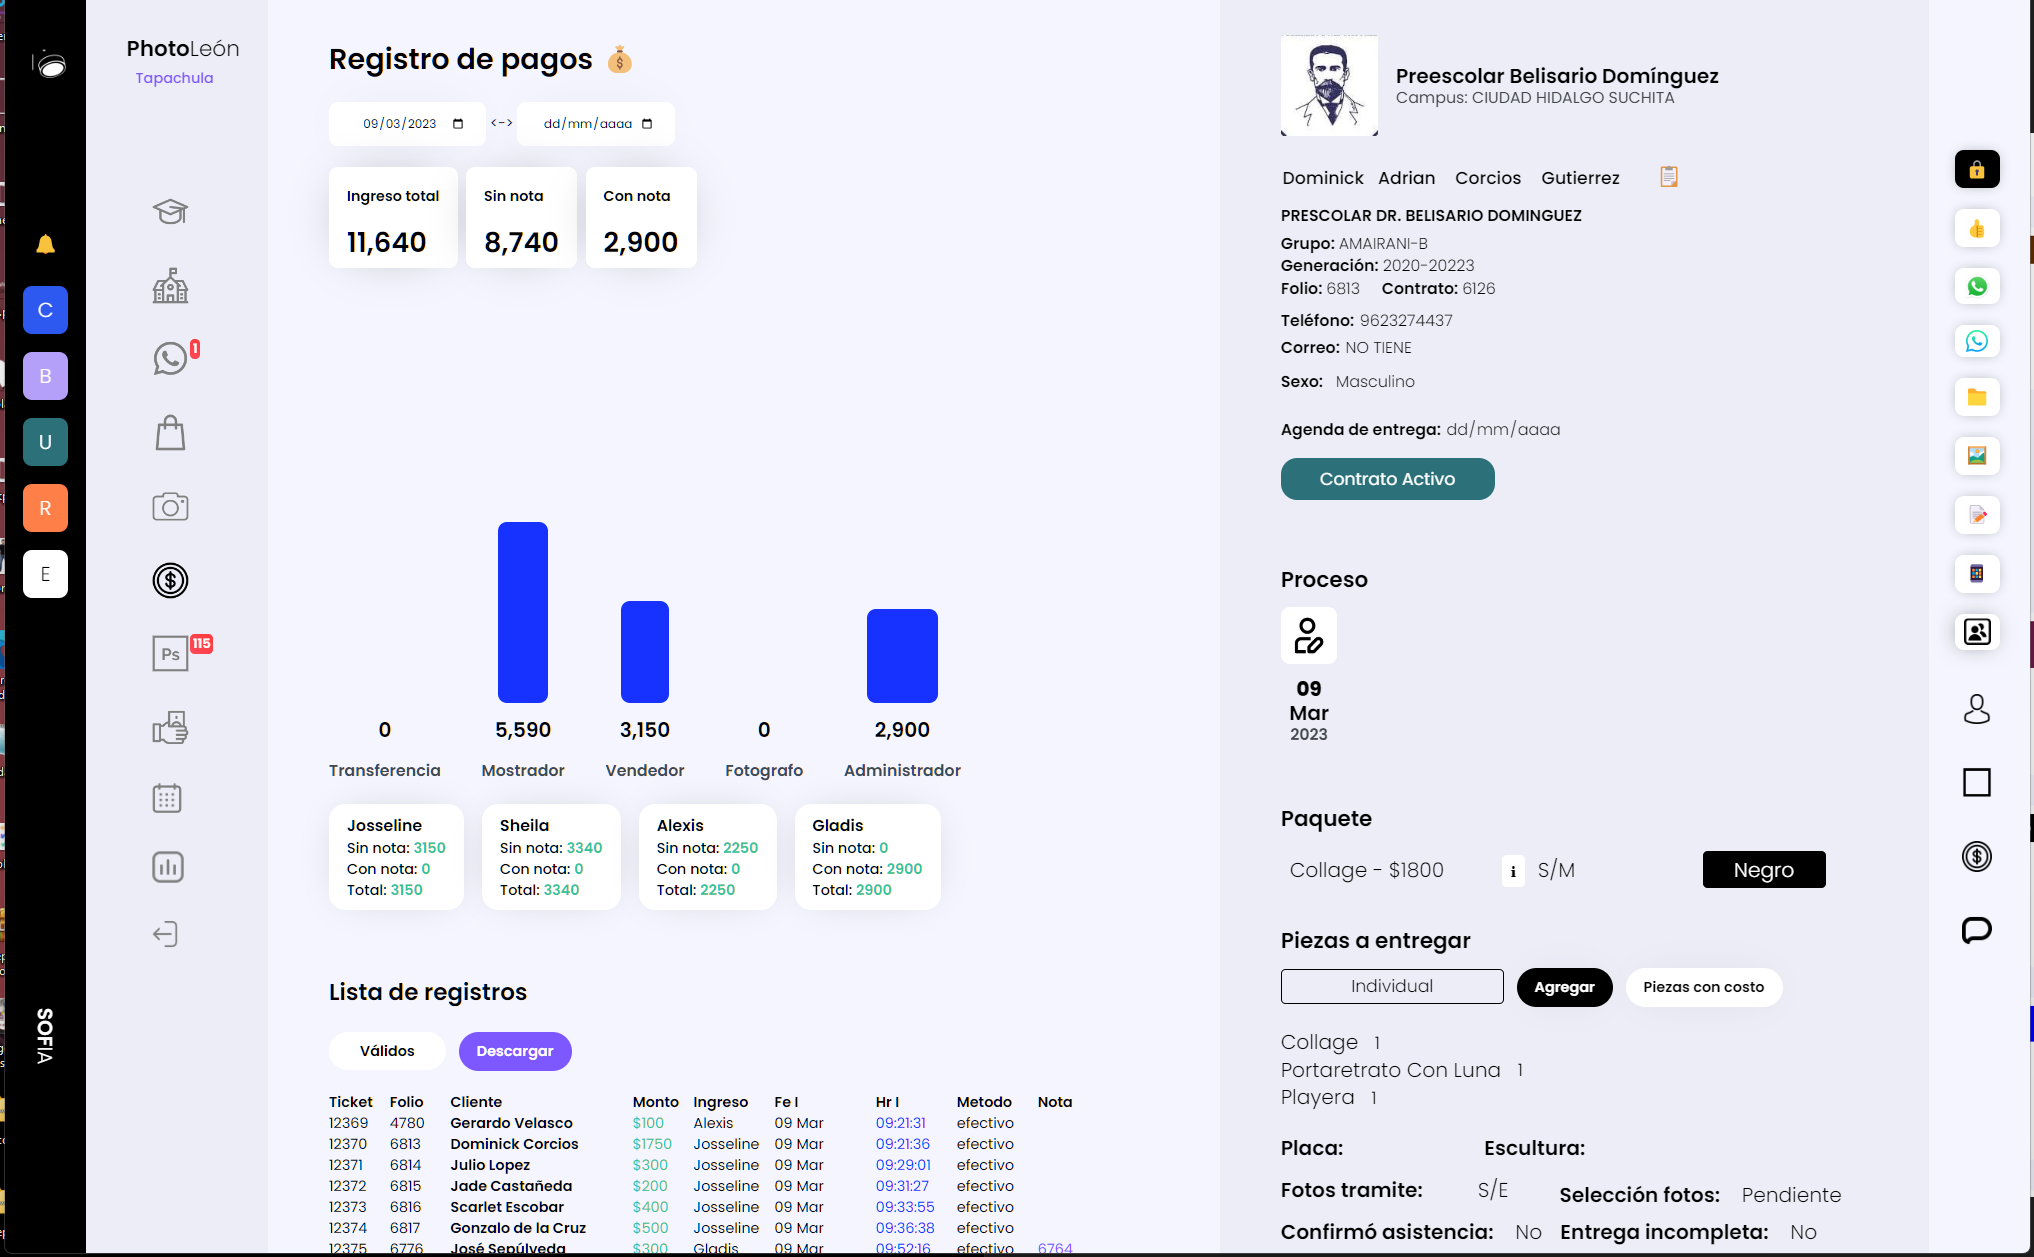 PhotoLeón
Tapachula
C
B
U
R
E
SOFIA
1
Ps
115
Registro de pagos
$
09/03/2023
<->
dd/mm/aaaa
Ingreso total
11,640
Sin nota
8,740
Con nota
2,900
0
5,590
3,150
0
2,900
Transferencia
Mostrador
Vendedor
Fotografo
Administrador
Josseline
Sin nota: 3150
Con nota: 0
Total: 3150
Sheila
Sin nota: 3340
Con nota: 0
Total: 3340
Alexis
Sin nota: 2250
Con nota: 0
Total: 2250
Gladis
Sin nota: 0
Con nota: 2900
Total: 2900
Lista de registros
Válidos
Descargar
Ticket Folio Cliente Monto Ingreso Fe I Hr I Metodo Nota
12369 4780 Gerardo Velasco $100 Alexis 09 Mar 09:21:31 efectivo
12370 6813 Dominick Corcios $1750 Josseline 09 Mar 09:21:36 efectivo
12371 6814 Julio Lopez $300 Josseline 09 Mar 09:29:01 efectivo
12372 6815 Jade Castañeda $200 Josseline 09 Mar 09:31:27 efectivo
12373 6816 Scarlet Escobar $400 Josseline 09 Mar 09:33:55 efectivo
12374 6817 Gonzalo de la Cruz $500 Josseline 09 Mar 09:36:38 efectivo
12375 6776 José Sepúlveda $300 Gladis 09 Mar 09:52:16 efectivo 6764
Preescolar Belisario Domínguez
Campus: CIUDAD HIDALGO SUCHITA
Dominick Adrian Corcios Gutierrez
PRESCOLAR DR. BELISARIO DOMINGUEZ
Grupo: AMAIRANI-B
Generación: 2020-20223
Folio: 6813 Contrato: 6126
Teléfono: 9623274437
Correo: NO TIENE
Sexo: Masculino
Agenda de entrega: dd/mm/aaaa
Contrato Activo
Proceso
09
Mar
2023
Paquete
Collage - $1800
i
S/M
Negro
Piezas a entregar
Individual
Agregar
Piezas con costo
Collage 1
Portaretrato Con Luna 1
Playera 1
Placa: Escultura:
Fotos tramite: S/E Selección fotos: Pendiente
Confirmó asistencia: No Entrega incompleta: No